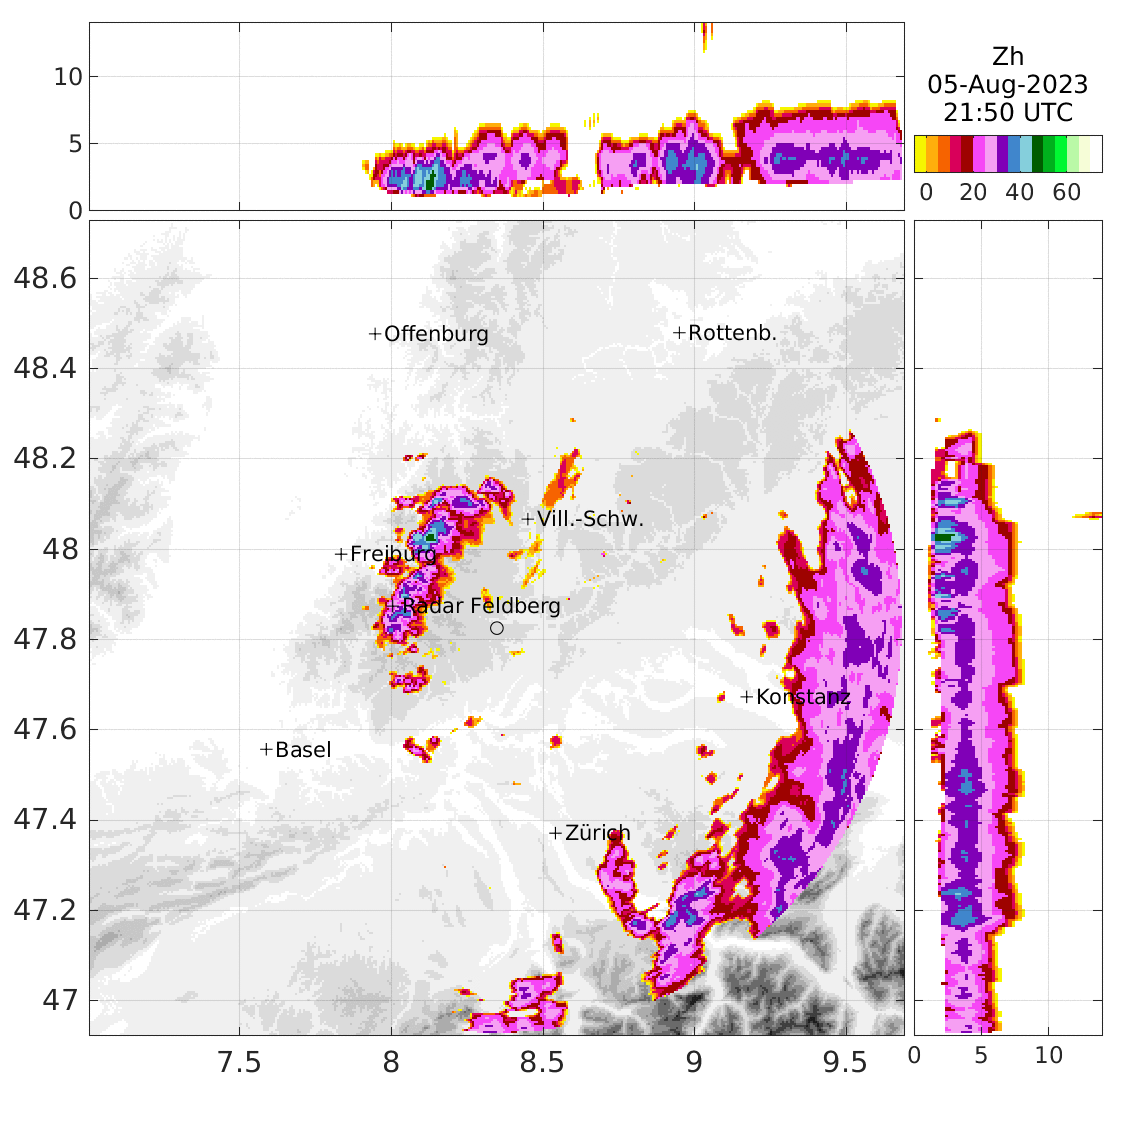 Zh
05-Aug-2023
21:50 UTC
0 20 40 60
10
5
0
48.6
48.4
48.2
48
47.8
47.6
47.4
47.2
47
+Offenburg
+Rottenb.
+Vill.-Schw.
+Freiburg
+Radar Feldberg
+Konstanz
+Basel
+Zürich
7.5 8 8.5 9 9.5
0 5 10